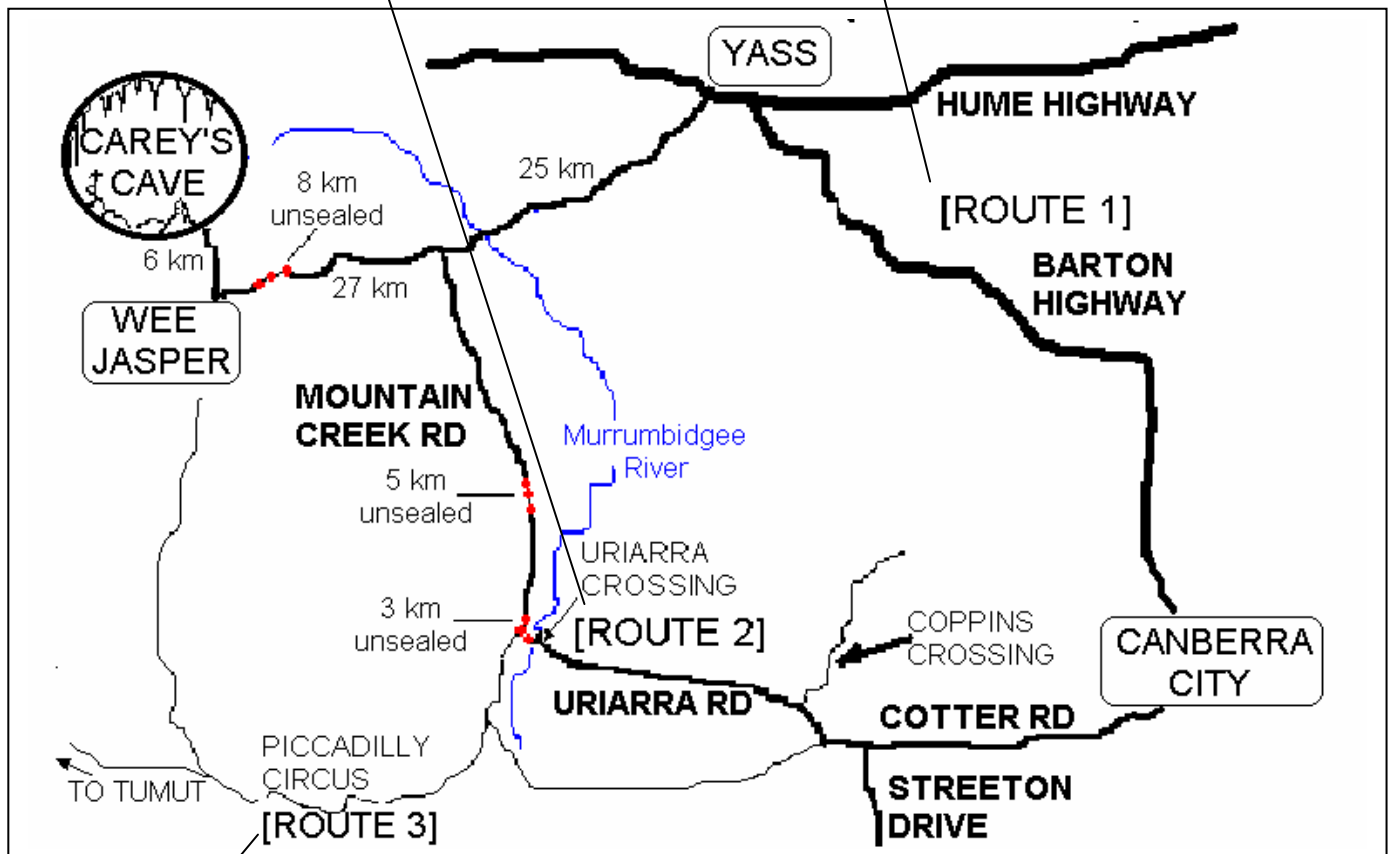 YASS
HUME HIGHWAY
CAREY'S
CAVE
8 km
unsealed
25 km
[ROUTE 1]
6 km
27 km
BARTON
HIGHWAY
WEE
JASPER
MOUNTAIN
CREEK RD
Murrumbidgee
River
5 km
unsealed
URIARRA
CROSSING
3 km
unsealed
[ROUTE 2]
COPPINS
CROSSING
CANBERRA
CITY
URIARRA RD
COTTER RD
PICCADILLY
CIRCUS
TO TUMUT
STREETON
DRIVE
[ROUTE 3]